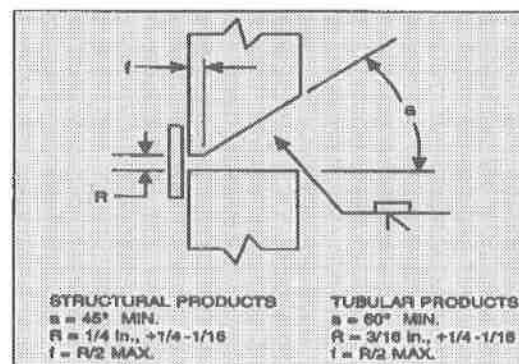 f
a
R
STRUCTURAL PRODUCTS
a = 45° MIN.
R = 1/4 in., +1/4 -1/16
f = R/2 MAX.
TUBULAR PRODUCTS
a = 60° MIN.
R = 3/16 in., +1/4 -1/16
f = R/2 MAX.